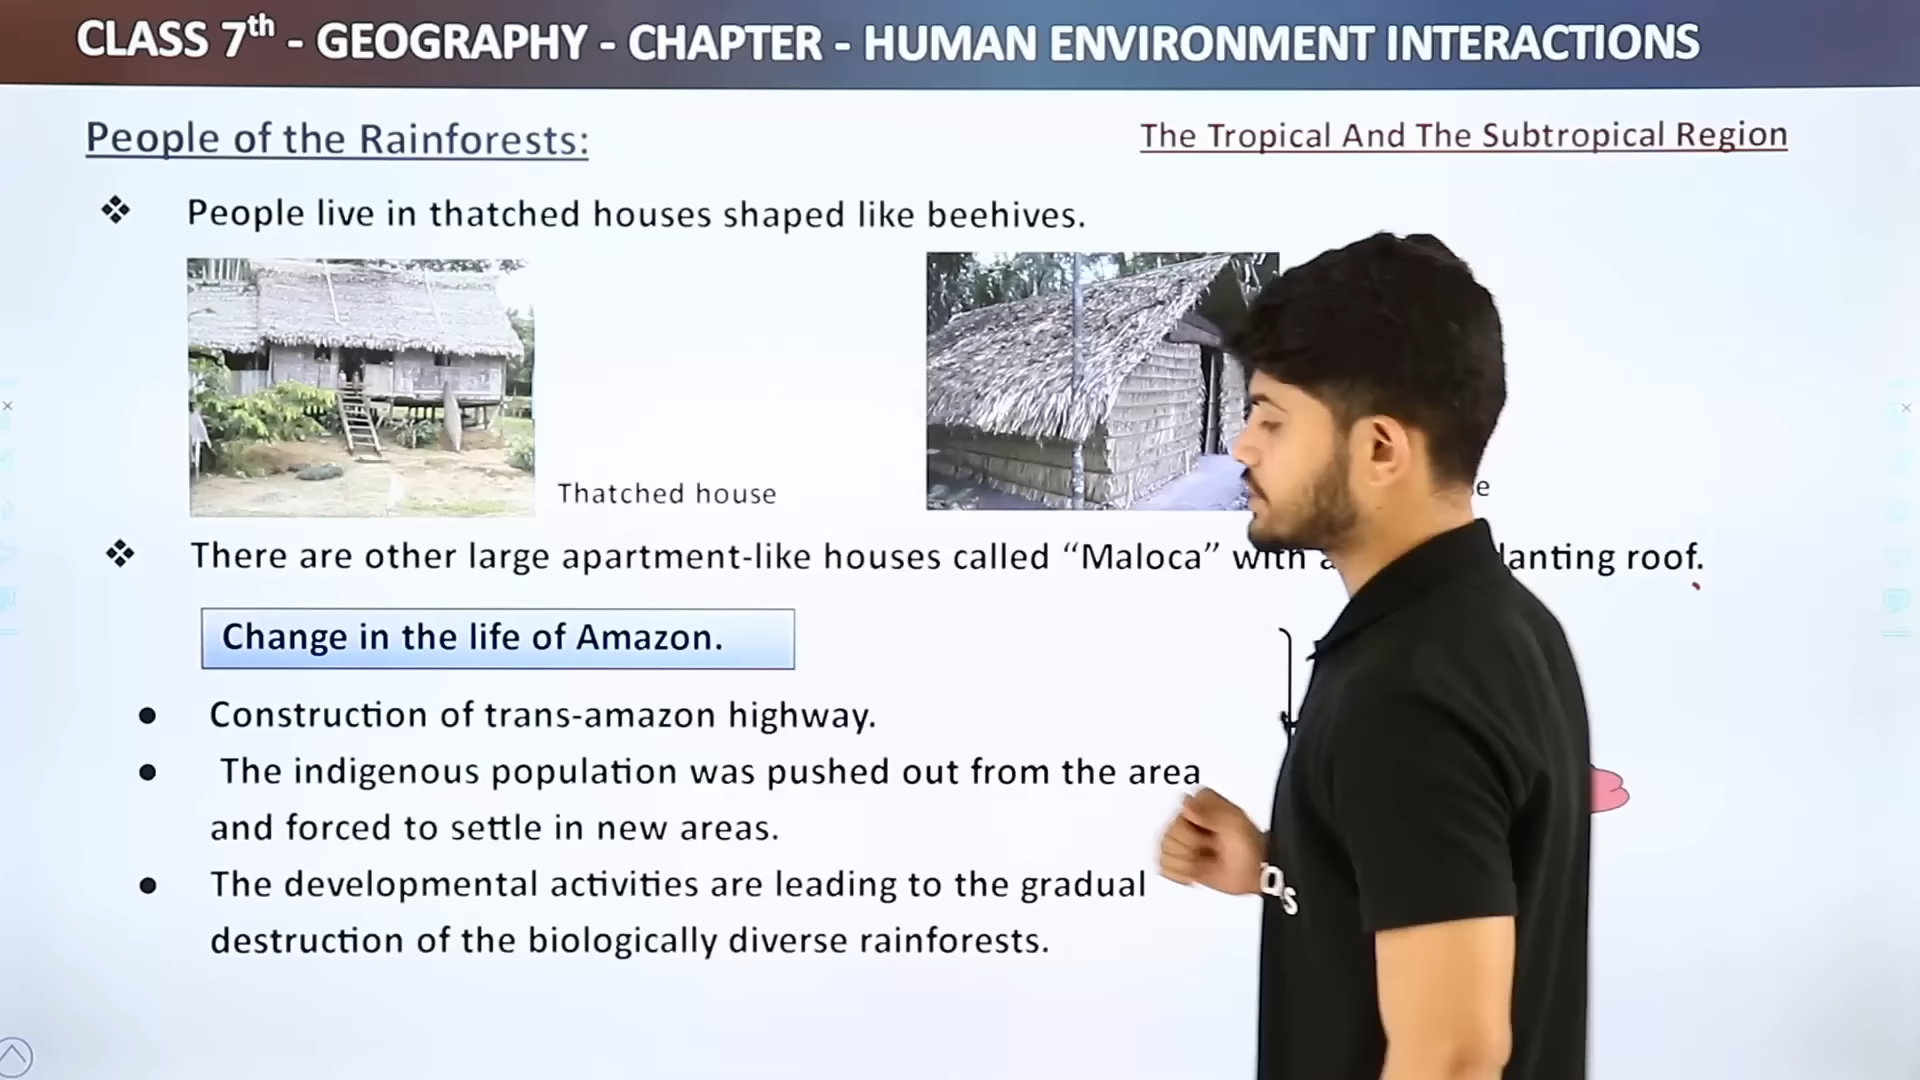 CLASS 7th - GEOGRAPHY - CHAPTER - HUMAN ENVIRONMENT INTERACTIONS
People of the Rainforests:
The Tropical And The Subtropical Region
❖ People live in thatched houses shaped like beehives.
Thatched house
❖ There are other large apartment-like houses called “Maloca” with a lanting roof.
Change in the life of Amazon.
● Construction of trans-amazon highway.
● The indigenous population was pushed out from the area
and forced to settle in new areas.
● The developmental activities are leading to the gradual
destruction of the biologically diverse rainforests.